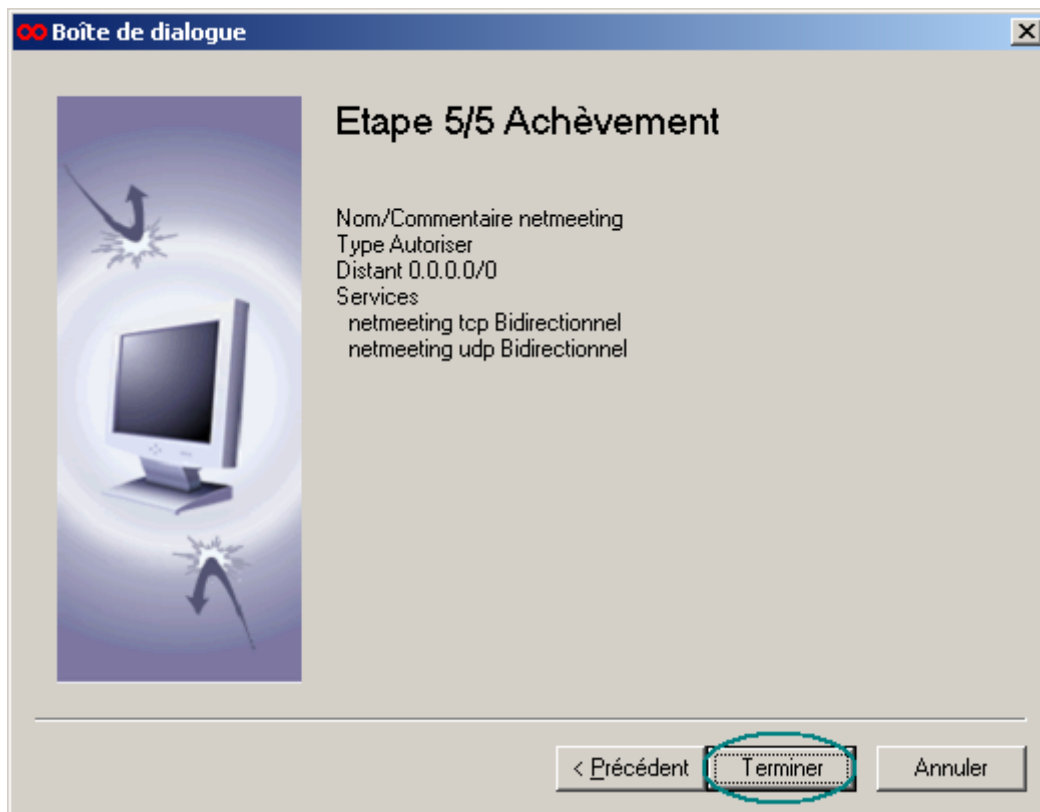 Boîte de dialogue
Etape 5/5 Achèvement
Nom/Commentaire netmeeting
Type Autoriser
Distant 0.0.0.0/0
Services
netmeeting tcp Bidirectionnel
netmeeting udp Bidirectionnel
< Précédent Terminer Annuler